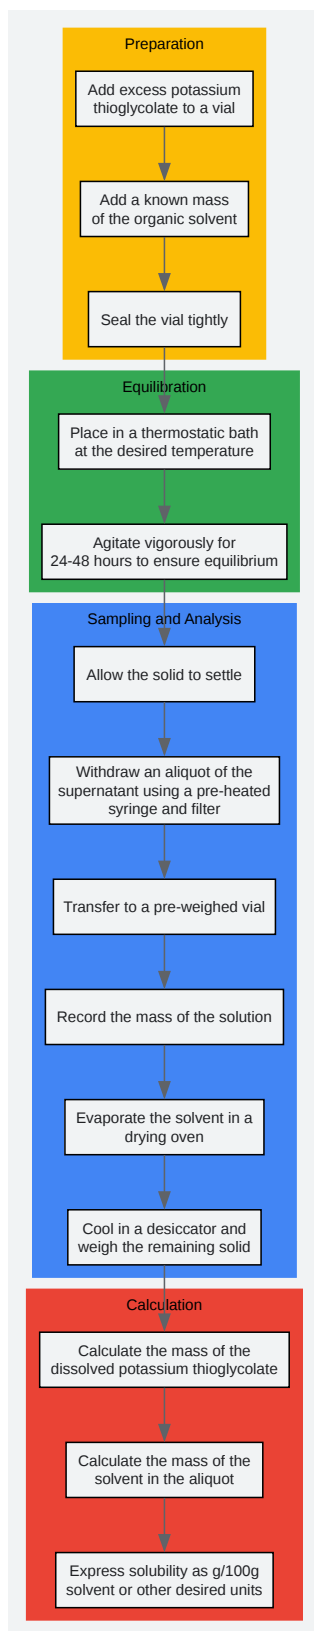 Preparation
Add excess potassium
thioglycolate to a vial
Add a known mass
of the organic solvent
Seal the vial tightly
Equilibration
Place in a thermostatic bath
at the desired temperature
Agitate vigorously for
24-48 hours to ensure equilibrium
Sampling and Analysis
Allow the solid to settle
Withdraw an aliquot of the
supernatant using a pre-heated
syringe and filter
Transfer to a pre-weighed vial
Record the mass of the solution
Evaporate the solvent in a
drying oven
Cool in a desiccator and
weigh the remaining solid
Calculation
Calculate the mass of the
dissolved potassium thioglycolate
Calculate the mass of the
solvent in the aliquot
Express solubility as g/100g
solvent or other desired units